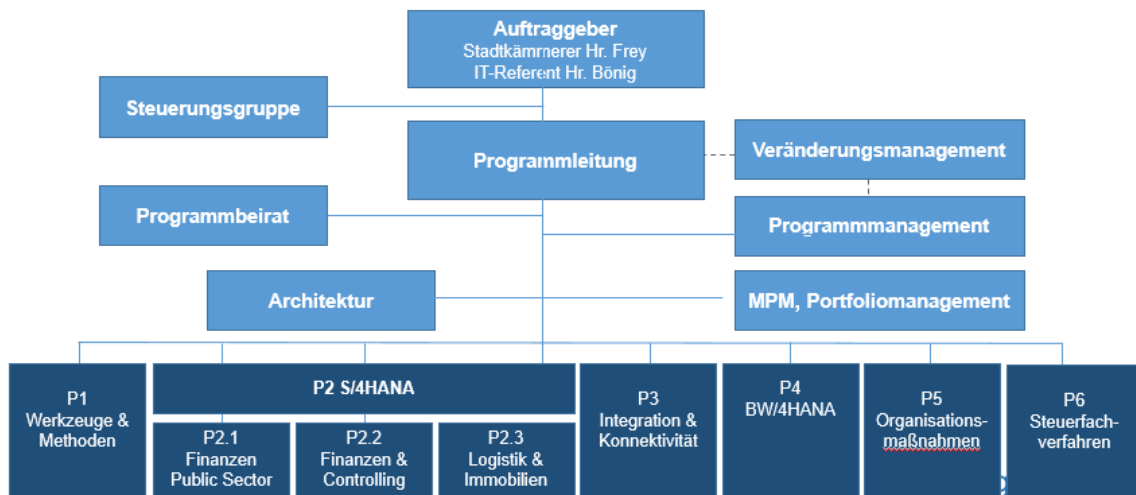 Auftraggeber
Stadtkämmerer Hr. Frey
IT-Referent Hr. Bönig
Steuerungsgruppe
Programmleitung
Veränderungsmanagement
Programmbeirat
Programmmanagement
Architektur
MPM, Portfoliomanagement
P1
Werkzeuge &
Methoden
P2 S/4HANA
P2.1
Finanzen
Public Sector
P2.2
Finanzen &
Controlling
P2.3
Logistik &
Immobilien
P3
Integration &
Konnektivität
P4
BW/4HANA
P5
Organisations-
maßnahmen
P6
Steuerfach-
verfahren